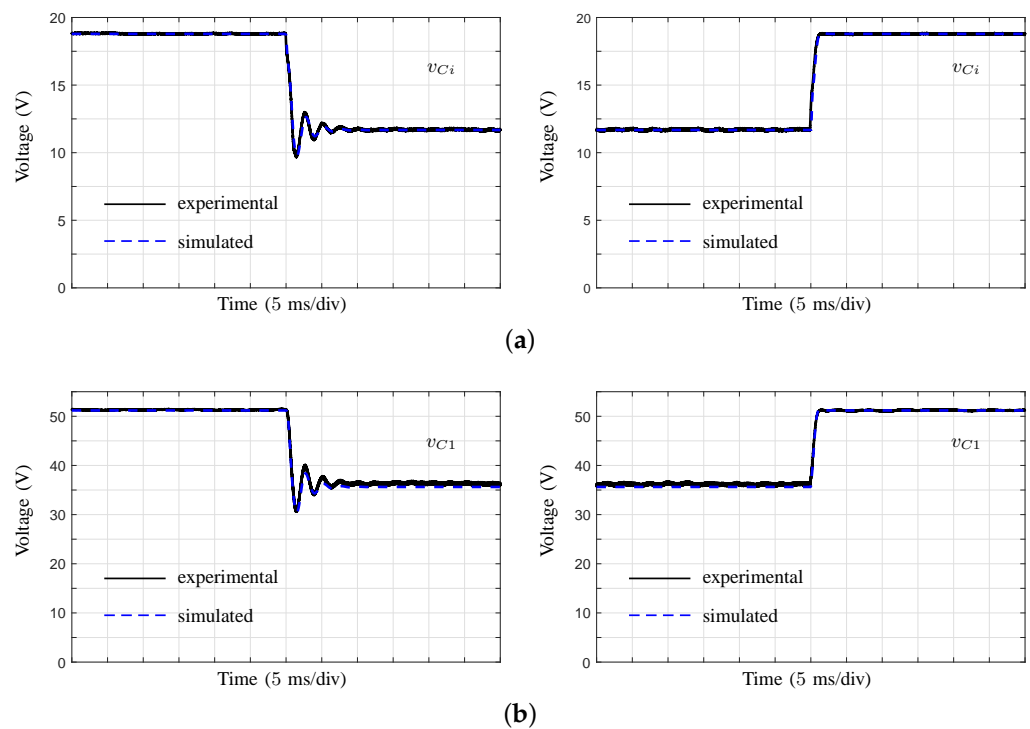 20
15
10
5
0
Voltage (V)
v_{Ci}
experimental
simulated
Time (5 ms/div)
20
15
10
5
0
Voltage (V)
v_{Ci}
experimental
simulated
Time (5 ms/div)
(a)
50
40
30
20
10
0
Voltage (V)
v_{C1}
experimental
simulated
Time (5 ms/div)
50
40
30
20
10
0
Voltage (V)
v_{C1}
experimental
simulated
Time (5 ms/div)
(b)